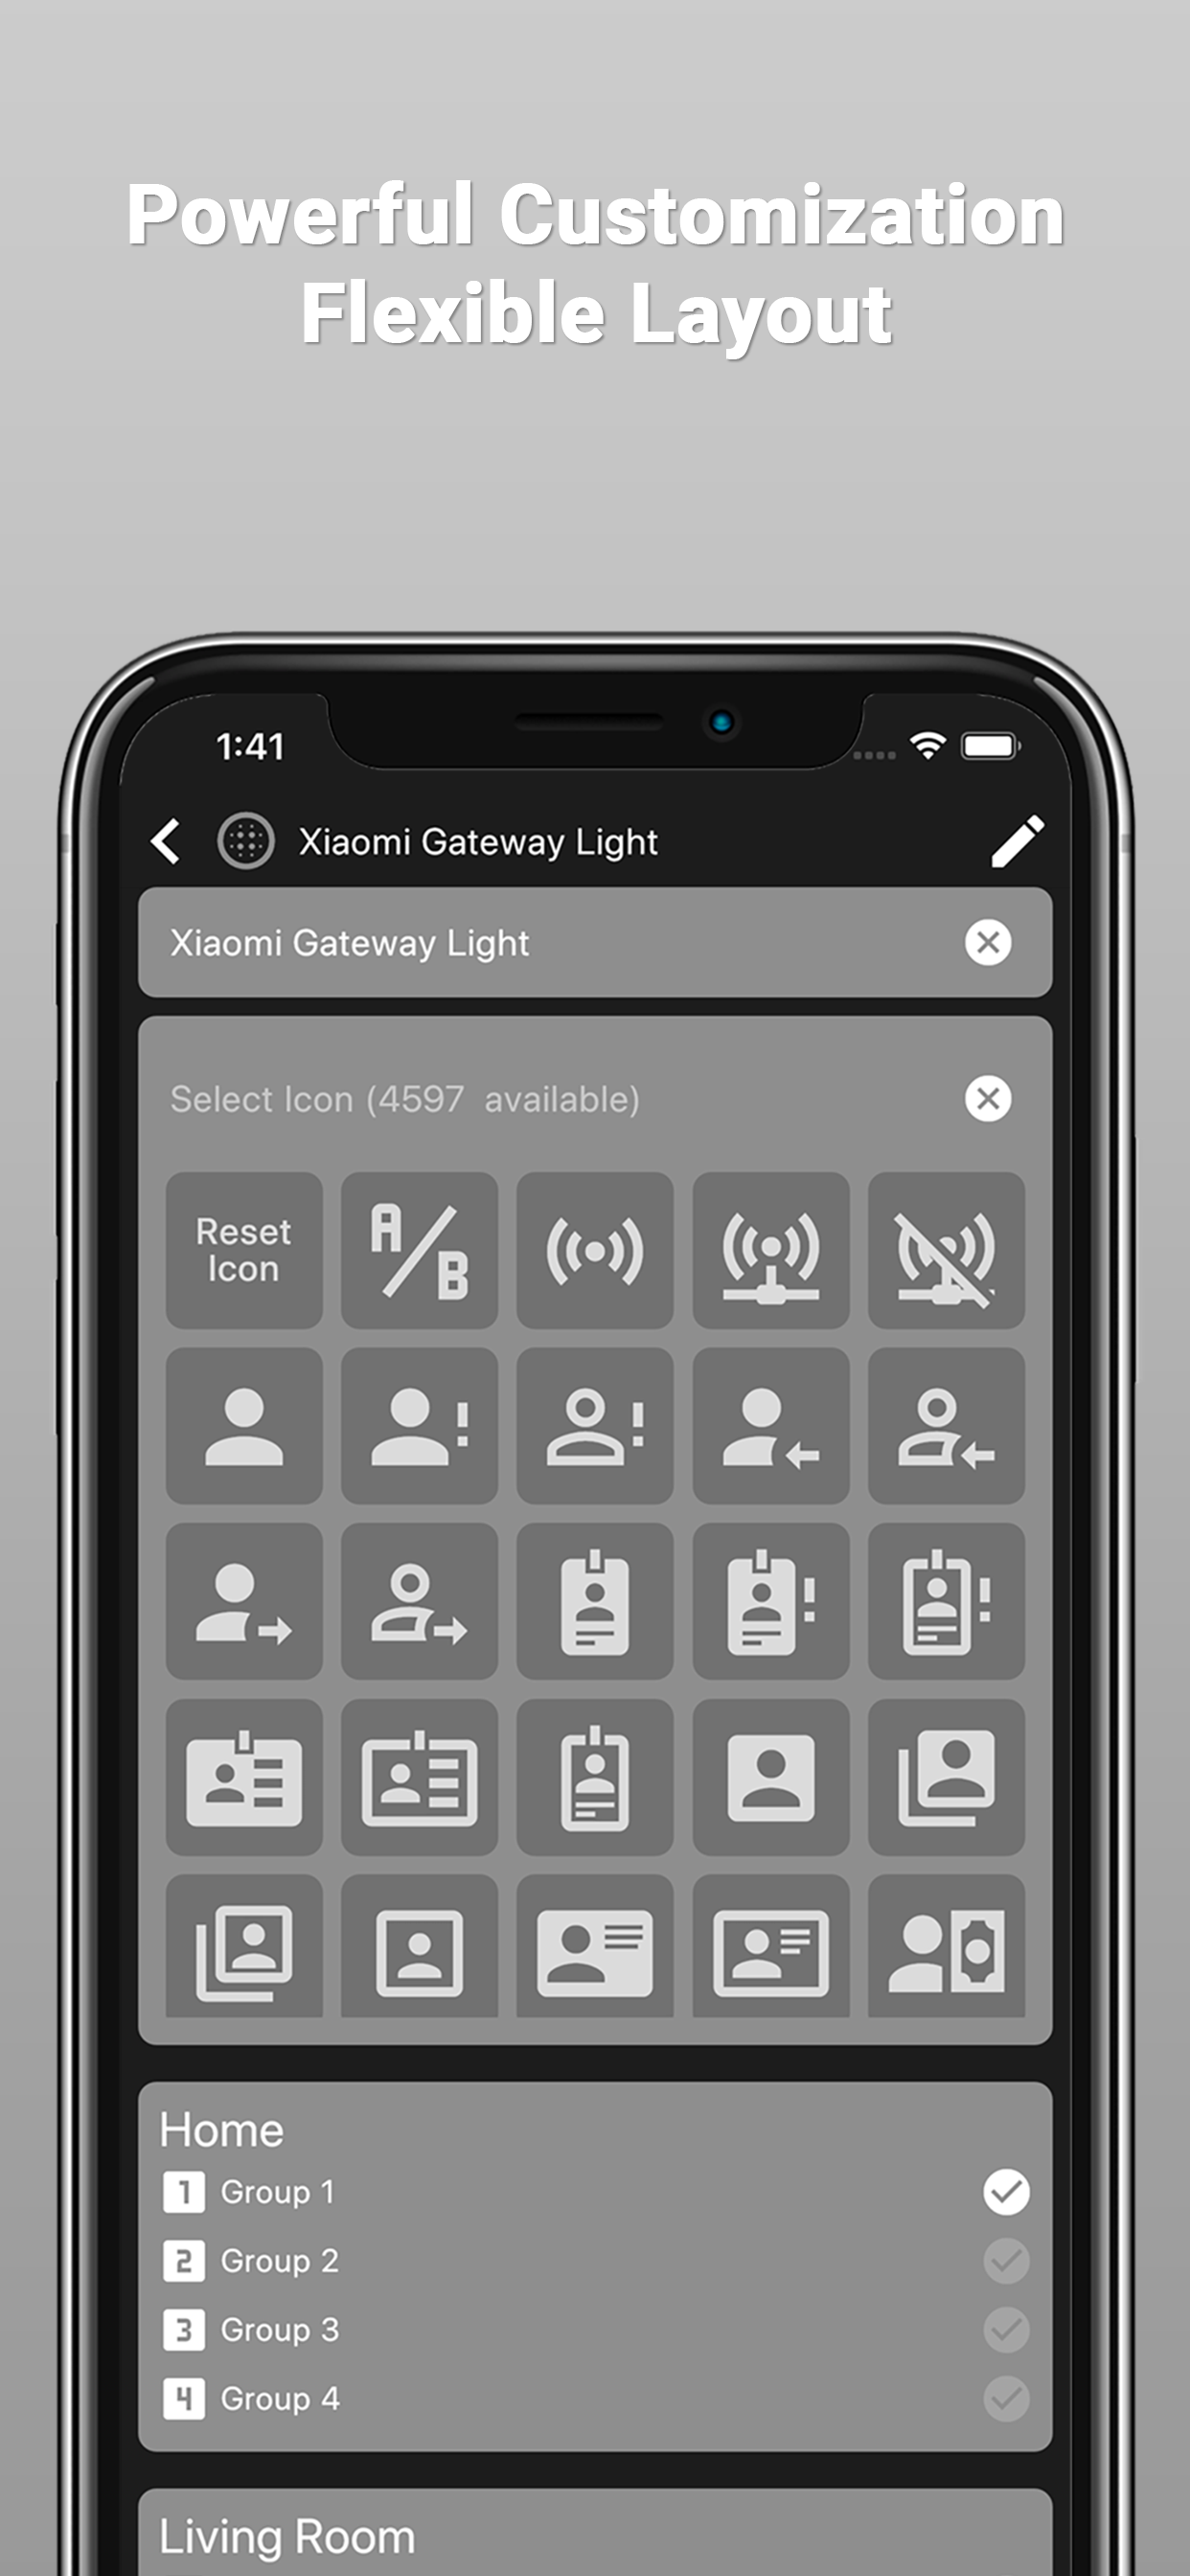 Powerful Customization
Flexible Layout
1:41
Xiaomi Gateway Light
Xiaomi Gateway Light
Select Icon (4597 available)
Reset
Icon
A/B
1 Group 1
Home
2 Group 2
3 Group 3
4 Group 4
Living Room